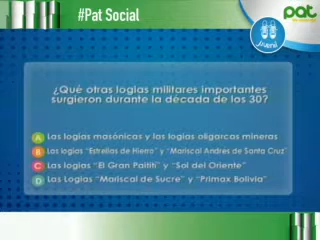 #Pat Social
pat
¿Qué otras logias militares importantes
surgieron durante la década de los 30?
A Las logias masónicas y las logias oligarcas mineras
B Las logias "Estrellas de Hierro" y "Mariscal Andres de Santa Cruz"
C Las logias "El Gran Paititi" y "Sol del Oriente"
D Las Logias "Mariscal de Sucre" y "Primax Bolivia"